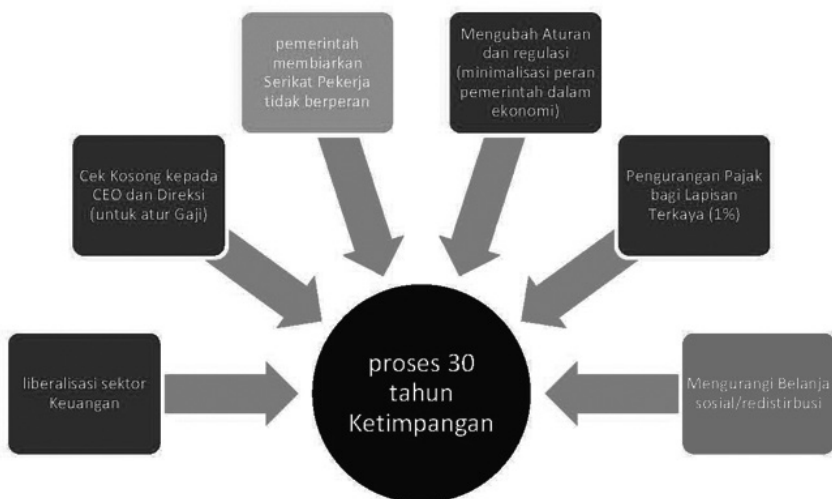 pemerintah
membiarkan
Serikat Pekerja
tidak berperan
Mengubah Aturan
dan regulasi
(minimalisasi peran
pemerintah dalam
ekonomi)
Cek Kosong kepada
CEO dan Direksi
(untuk atur Gaji)
Pengurangan Pajak
bagi Lapisan
Terkaya (1%)
liberalisasi sektor
Keuangan
proses 30
tahun
Ketimpangan
Mengurangi Belanja
sosial/redistirbusi